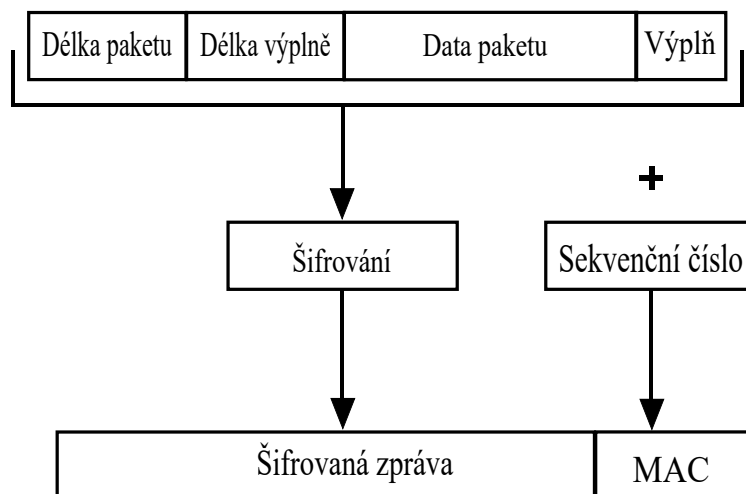 Délka paketu Délka výplně Data paketu Výplň
+
Šifrování Sekvenční číslo
Šifrovaná zpráva MAC